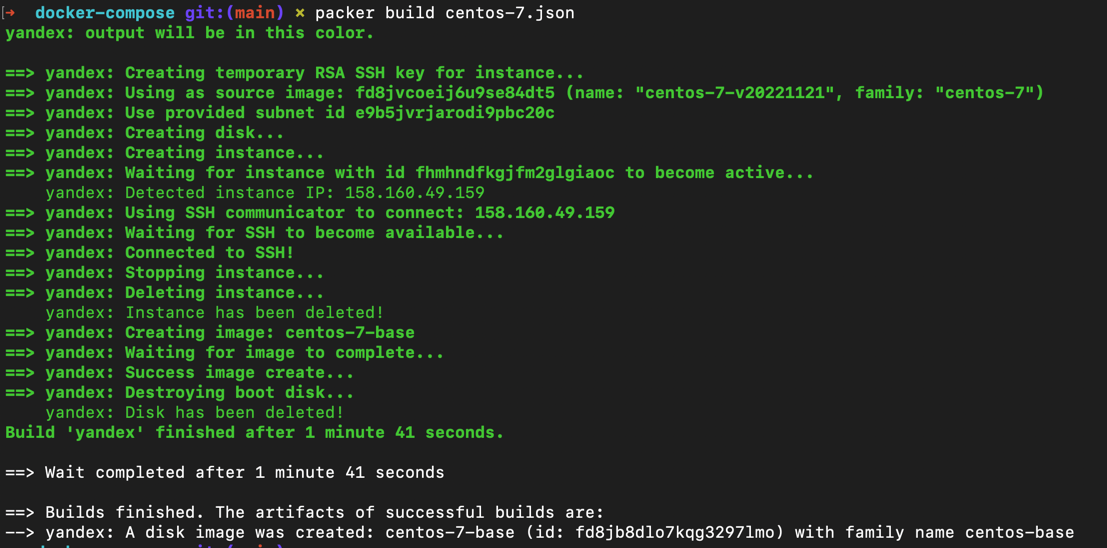 → docker-compose git:(main) × packer build centos-7.json
yandex: output will be in this color.
==> yandex: Creating temporary RSA SSH key for instance...
==> yandex: Using as source image: fd8jvcoeij6u9se84dt5 (name: "centos-7-v20221121", family: "centos-7")
==> yandex: Use provided subnet id e9b5jvrjarodi9pbc20c
==> yandex: Creating disk...
==> yandex: Creating instance...
==> yandex: Waiting for instance with id fhmhndfkgjfm2glgiaoc to become active...
yandex: Detected instance IP: 158.160.49.159
==> yandex: Using SSH communicator to connect: 158.160.49.159
==> yandex: Waiting for SSH to become available...
==> yandex: Connected to SSH!
==> yandex: Stopping instance...
==> yandex: Deleting instance...
yandex: Instance has been deleted!
==> yandex: Creating image: centos-7-base
==> yandex: Waiting for image to complete...
==> yandex: Success image create...
==> yandex: Destroying boot disk...
yandex: Disk has been deleted!
Build 'yandex' finished after 1 minute 41 seconds.
==> Wait completed after 1 minute 41 seconds
==> Builds finished. The artifacts of successful builds are:
--> yandex: A disk image was created: centos-7-base (id: fd8jb8dlo7kqg3297lmo) with family name centos-base